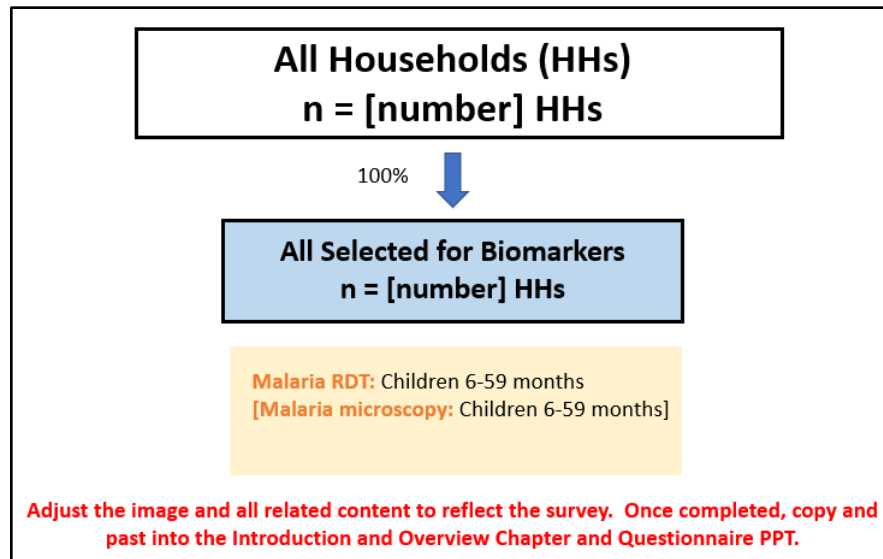 All Households (HHs)
n = [number] HHs
100%
All Selected for Biomarkers
n = [number] HHs
Malaria RDT: Children 6-59 months
[Malaria microscopy: Children 6-59 months]
Adjust the image and all related content to reflect the survey.  Once completed, copy and
past into the Introduction and Overview Chapter and Questionnaire PPT.